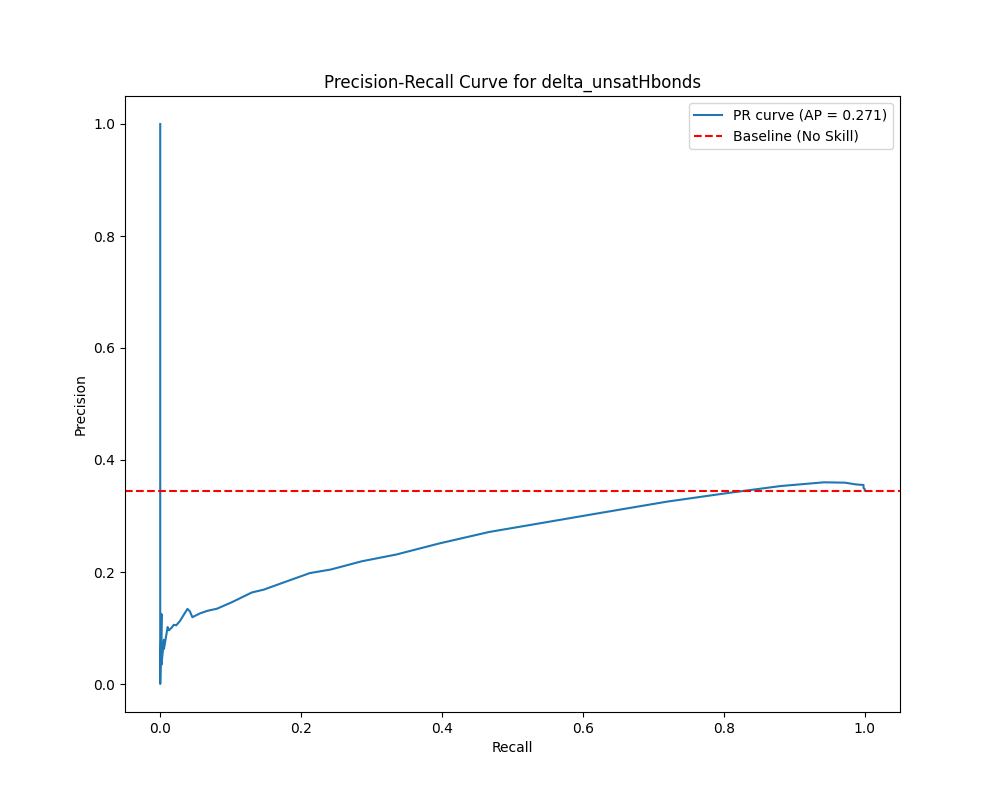 Precision-Recall Curve for delta_unsatHbonds
PR curve (AP = 0.271)
Baseline (No Skill)
1.0
0.8
0.6
0.4
0.2
0.0
Precision
0.0 0.2 0.4 0.6 0.8 1.0
Recall